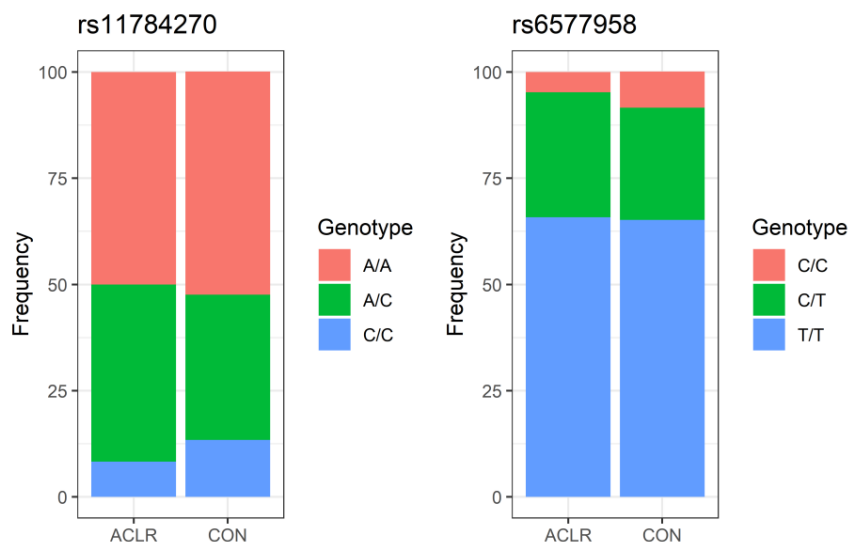 rs11784270
100
75
50
25
0
Frequency
ACLR CON
Genotype
A/A
A/C
C/C
rs6577958
100
75
50
25
0
Frequency
ACLR CON
Genotype
C/C
C/T
T/T